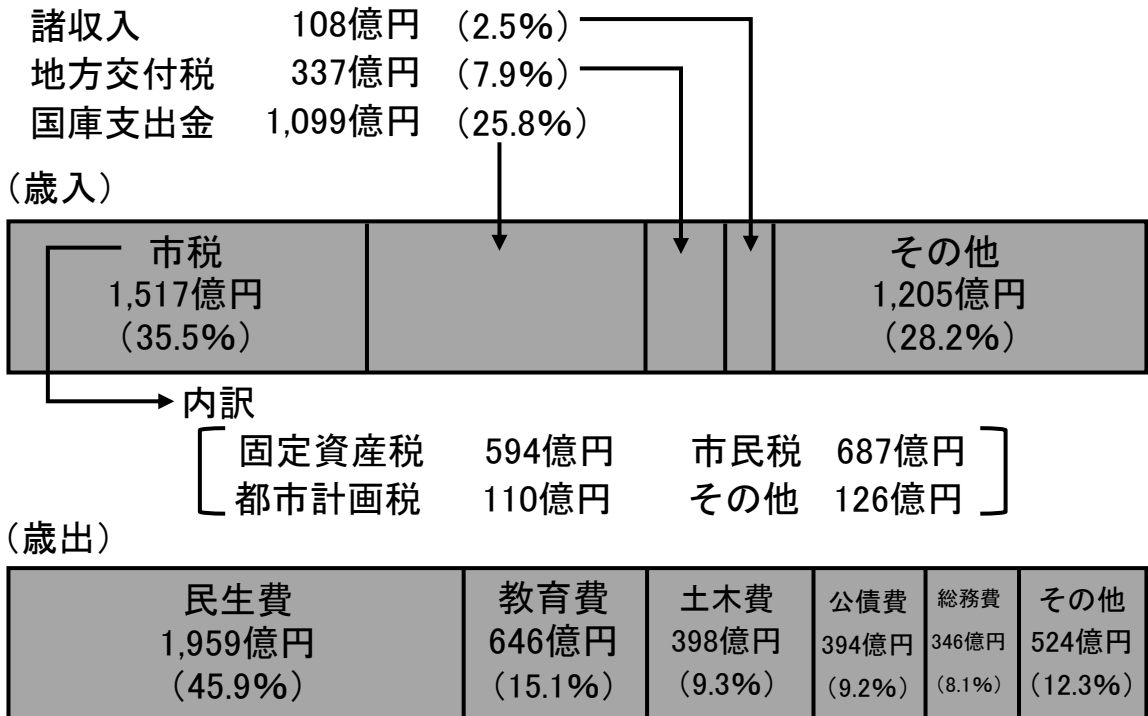 諸収入 108億円 (2.5%)
地方交付税 337億円 (7.9%)
国庫支出金 1,099億円 (25.8%)
(歳入)
市税
1,517億円
(35.5%)
その他
1,205億円
(28.2%)
内訳
固定資産税 594億円 市民税 687億円
都市計画税 110億円 その他 126億円
(歳出)
民生費
1,959億円
(45.9%)
教育費
646億円
(15.1%)
土木費
398億円
(9.3%)
公債費
394億円
(9.2%)
総務費
346億円
(8.1%)
その他
524億円
(12.3%)